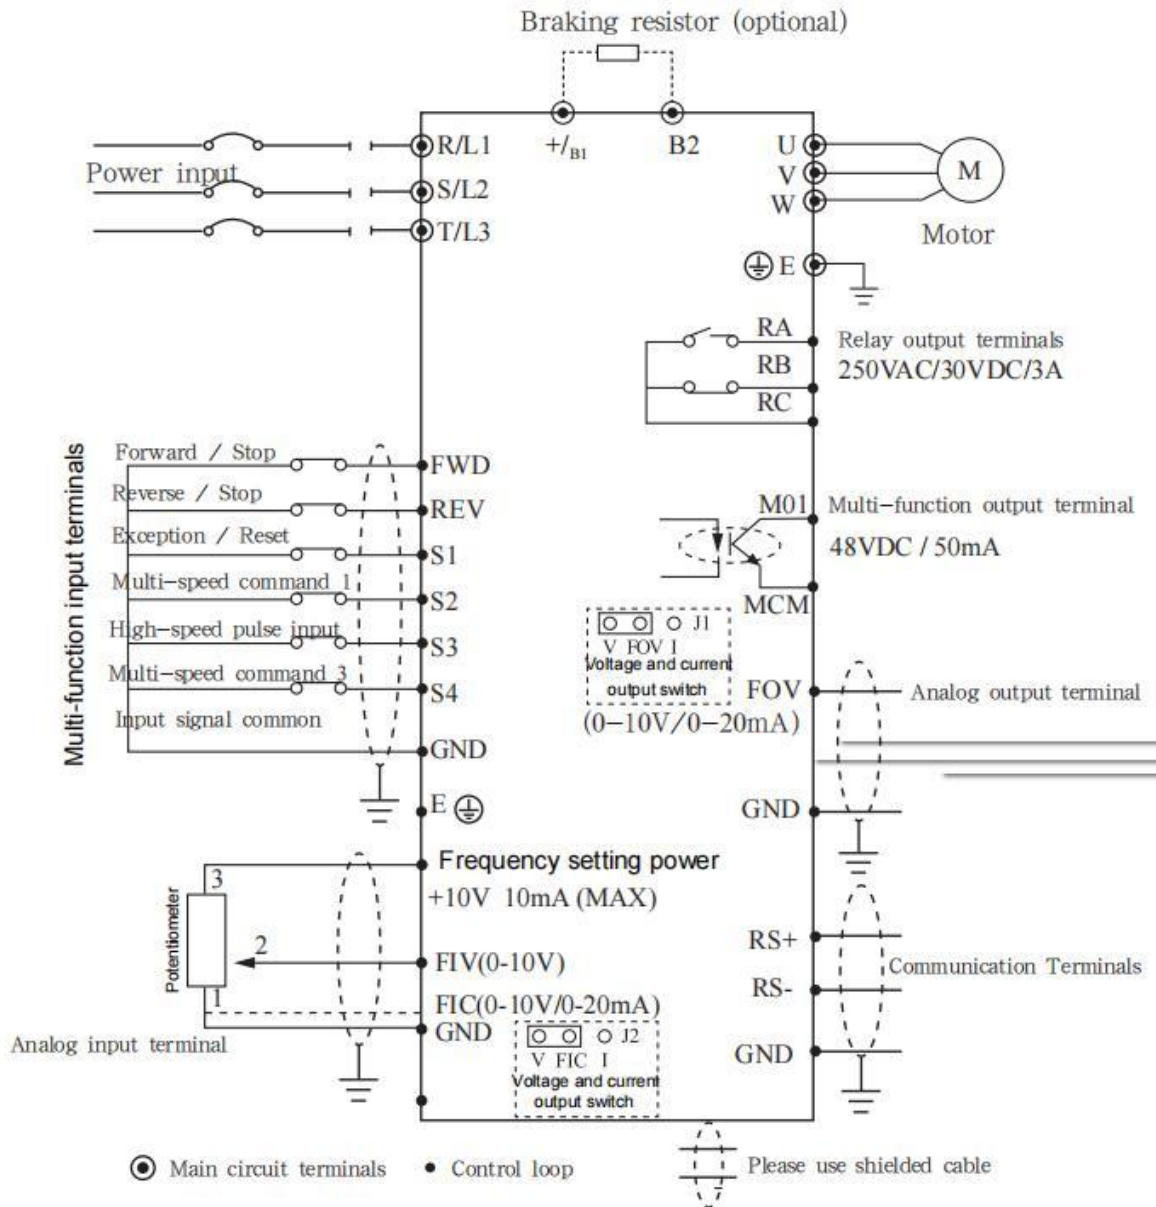 Braking resistor (optional)
+/B1
B2
Power input
R/L1
S/L2
T/L3
U
V
W
M
Motor
E
RA
RB
RC
Relay output terminals
250VAC/30VDC/3A
Multi-function input terminals
Forward / Stop
FWD
Reverse / Stop
REV
Exception / Reset
S1
Multi-speed command 1
S2
High-speed pulse input
S3
Multi-speed command 3
S4
Input signal common
GND
E
M01
Multi-function output terminal
48VDC / 50mA
MCM
J1
V FOV I
Voltage and current
output switch
(0-10V/0-20mA)
FOV
Analog output terminal
GND
Frequency setting power
+10V 10mA (MAX)
Potentiometer
3
2
1
FIV(0-10V)
FIC(0-10V/0-20mA)
GND
Analog input terminal
J2
V FIC I
Voltage and current
output switch
RS+
RS-
Communication Terminals
GND
Main circuit terminals
Control loop
Please use shielded cable